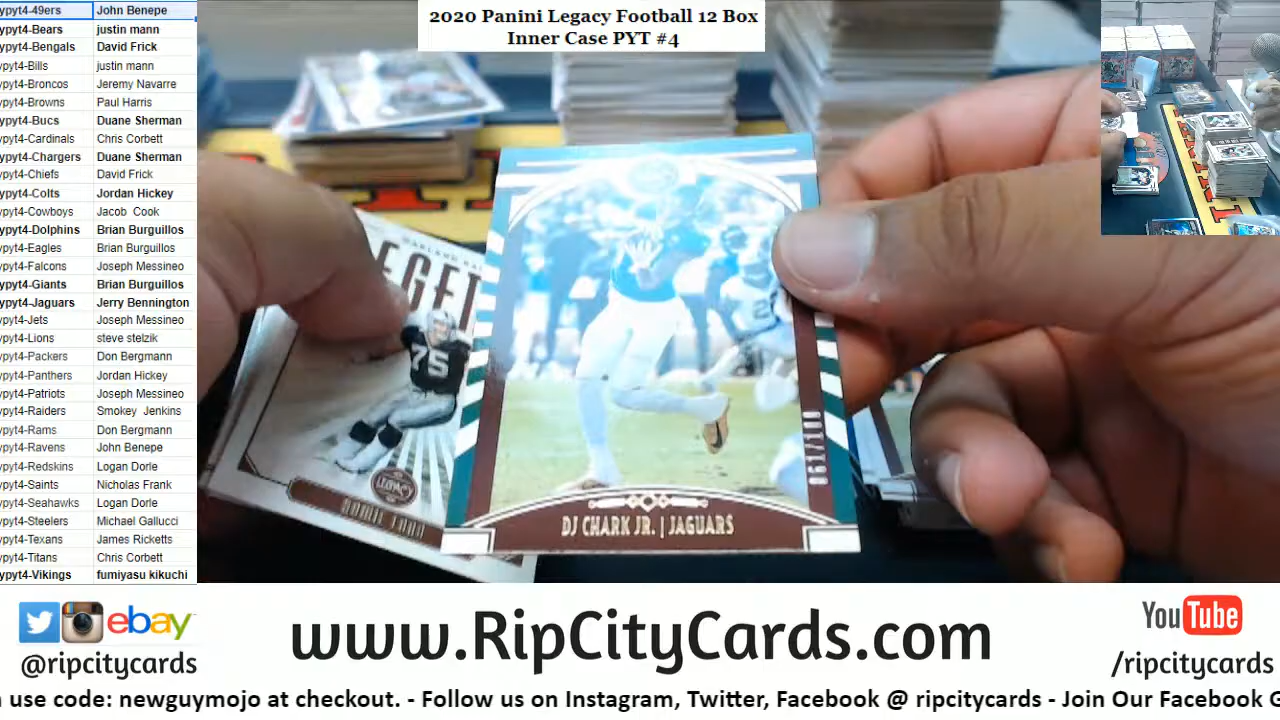 ypyt4-49ers John Benepe
ypyt4-Bears justin mann
ypyt4-Bengals David Frick
ypyt4-Bills justin mann
ypyt4-Broncos Jeremy Navarre
ypyt4-Browns Paul Harris
ypyt4-Bucs Duane Sherman
ypyt4-Cardinals Chris Corbett
ypyt4-Chargers Duane Sherman
ypyt4-Chiefs David Frick
ypyt4-Colts Jordan Hickey
ypyt4-Cowboys Jacob Cook
ypyt4-Dolphins Brian Burguillos
ypyt4-Eagles Brian Burguillos
ypyt4-Falcons Joseph Messineo
ypyt4-Giants Brian Burguillos
ypyt4-Jaguars Jerry Bennington
ypyt4-Jets Joseph Messineo
ypyt4-Lions steve stelzik
ypyt4-Packers Don Bergmann
ypyt4-Panthers Jordan Hickey
ypyt4-Patriots Joseph Messineo
ypyt4-Raiders Smokey Jenkins
ypyt4-Rams Don Bergmann
ypyt4-Ravens John Benepe
ypyt4-Redskins Logan Dorle
ypyt4-Saints Nicholas Frank
ypyt4-Seahawks Logan Dorle
ypyt4-Steelers Michael Gallucci
ypyt4-Texans James Ricketts
ypyt4-Titans Chris Corbett
ypyt4-Vikings fumiyasu kikuchi
2020 Panini Legacy Football 12 Box
Inner Case PYT #4
75
LEGACY
061/100
DJ CHARK JR. | JAGUARS
ebay
@ripcitycards
www.RipCityCards.com
YouTube
/ripcitycards
use code: newguymojo at checkout. - Follow us on Instagram, Twitter, Facebook @ ripcitycards - Join Our Facebook G